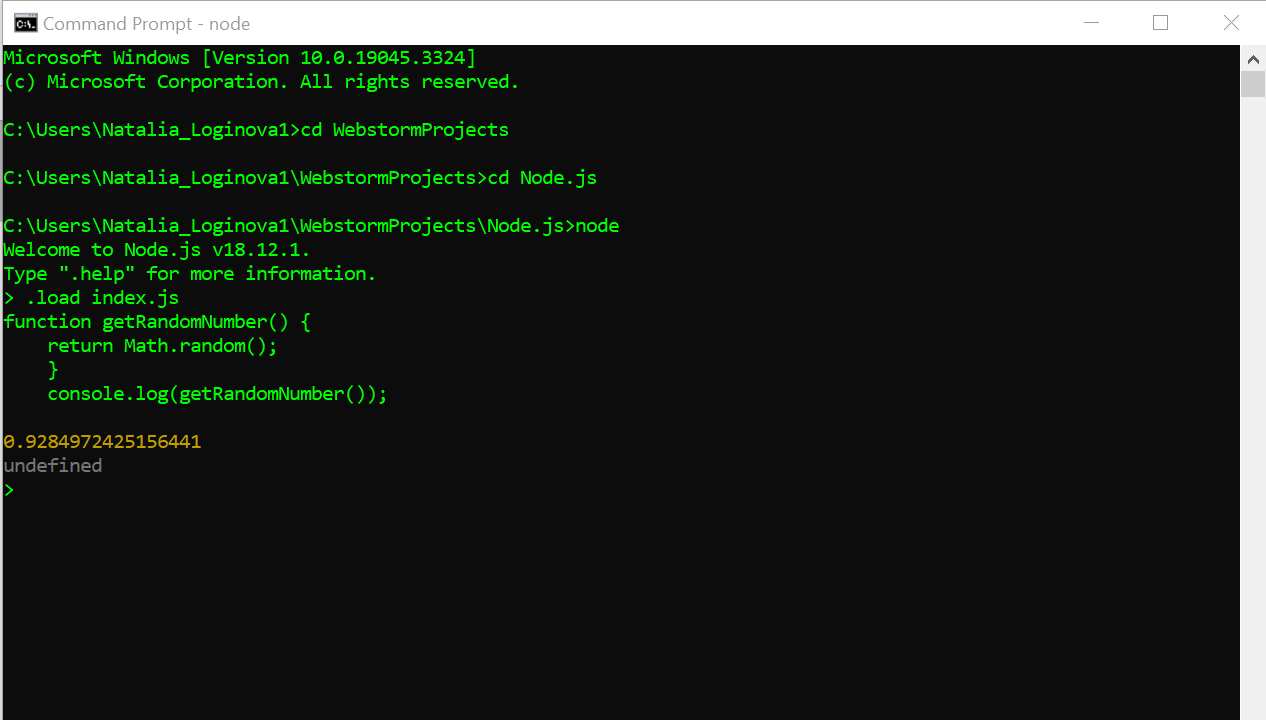 Command Prompt - node
Microsoft Windows [Version 10.0.19045.3324]
(c) Microsoft Corporation. All rights reserved.
C:\Users\Natalia_Loginova1>cd WebstormProjects
C:\Users\Natalia_Loginova1\WebstormProjects>cd Node.js
C:\Users\Natalia_Loginova1\WebstormProjects\Node.js>node
Welcome to Node.js v18.12.1.
Type ".help" for more information.
> .load index.js
function getRandomNumber() {
    return Math.random();
    }
    console.log(getRandomNumber());
0.9284972425156441
undefined
>